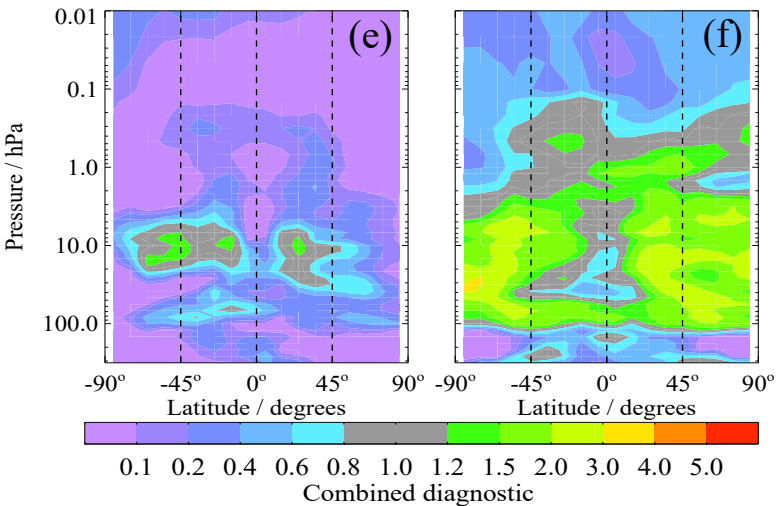 (e) (f)
0.01
0.1
1.0
10.0
100.0
Pressure / hPa
-90° -45° 0° 45° 90° -90° -45° 0° 45° 90°
Latitude / degrees Latitude / degrees
0.1 0.2 0.4 0.6 0.8 1.0 1.2 1.5 2.0 3.0 4.0 5.0
Combined diagnostic